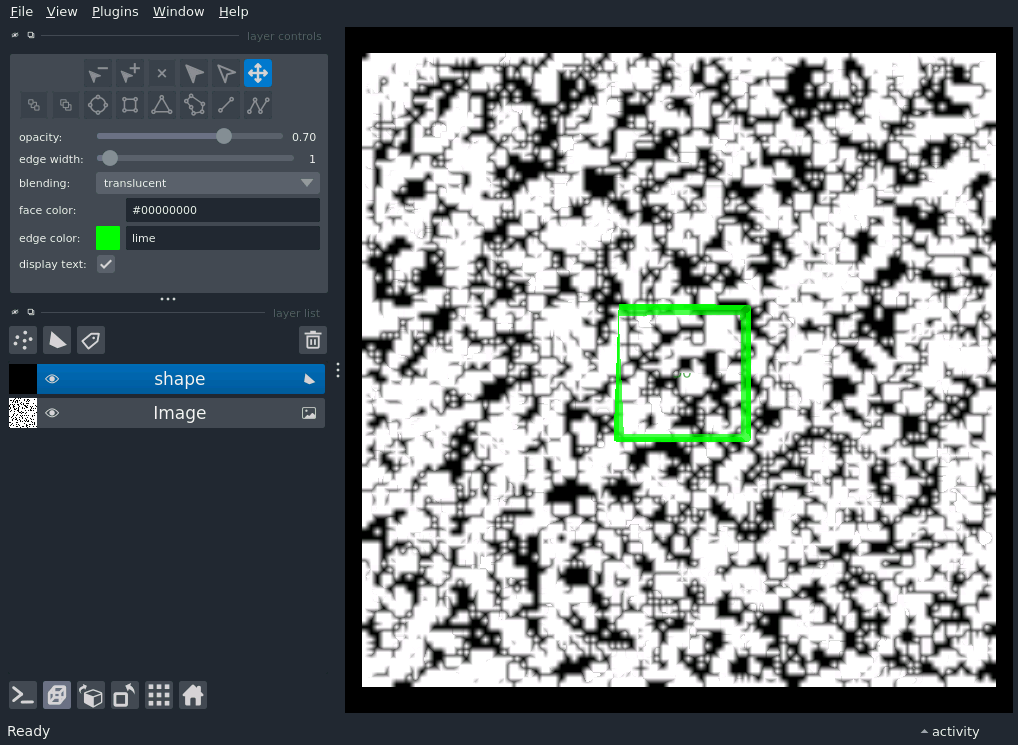 File View Plugins Window Help
layer controls
opacity: 0.70
edge width: 1
blending: translucent
face color: #00000000
edge color: lime
display text:
layer list
shape
Image
Ready
activity